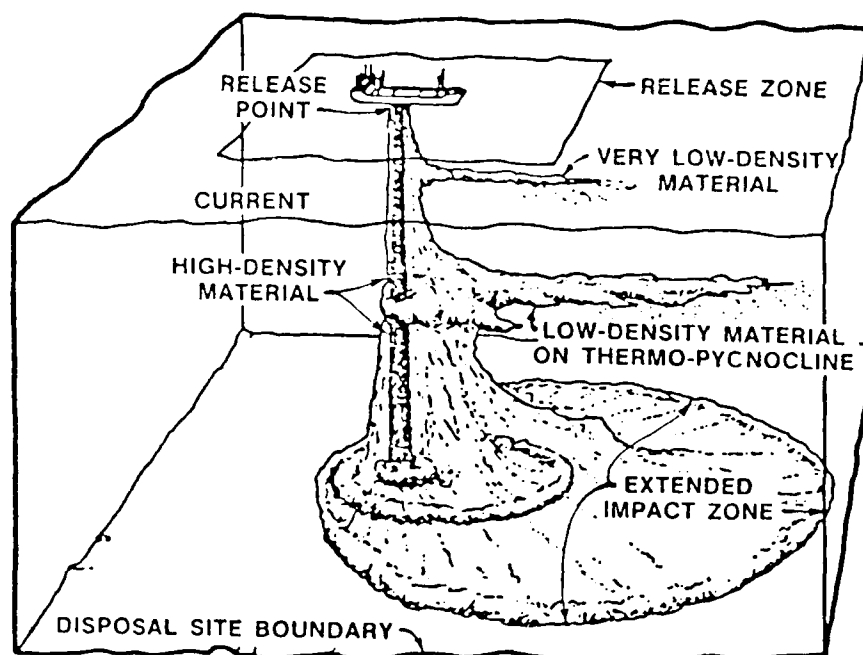 RELEASE
POINT
RELEASE ZONE
VERY LOW-DENSITY
MATERIAL
CURRENT
HIGH-DENSITY
MATERIAL
LOW-DENSITY MATERIAL
ON THERMO-PYCNOCLINE
EXTENDED
IMPACT ZONE
DISPOSAL SITE BOUNDARY